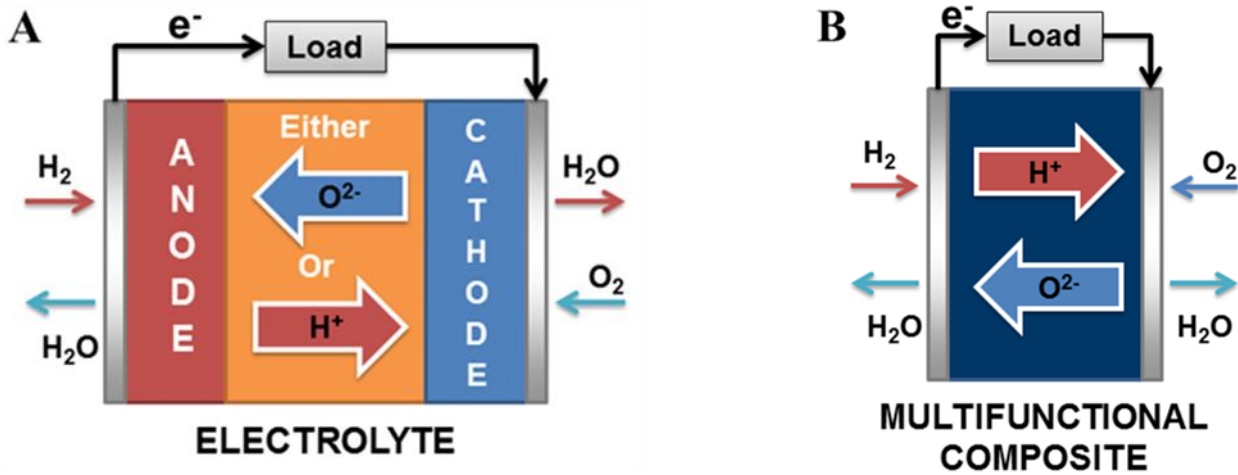 A
e⁻
Load
H₂
H₂O
ANODE
Either
O²⁻
Or
H⁺
CATHODE
H₂O
O₂
ELECTROLYTE
B
e⁻
Load
H₂
H₂O
H⁺
O²⁻
O₂
H₂O
MULTIFUNCTIONAL
COMPOSITE